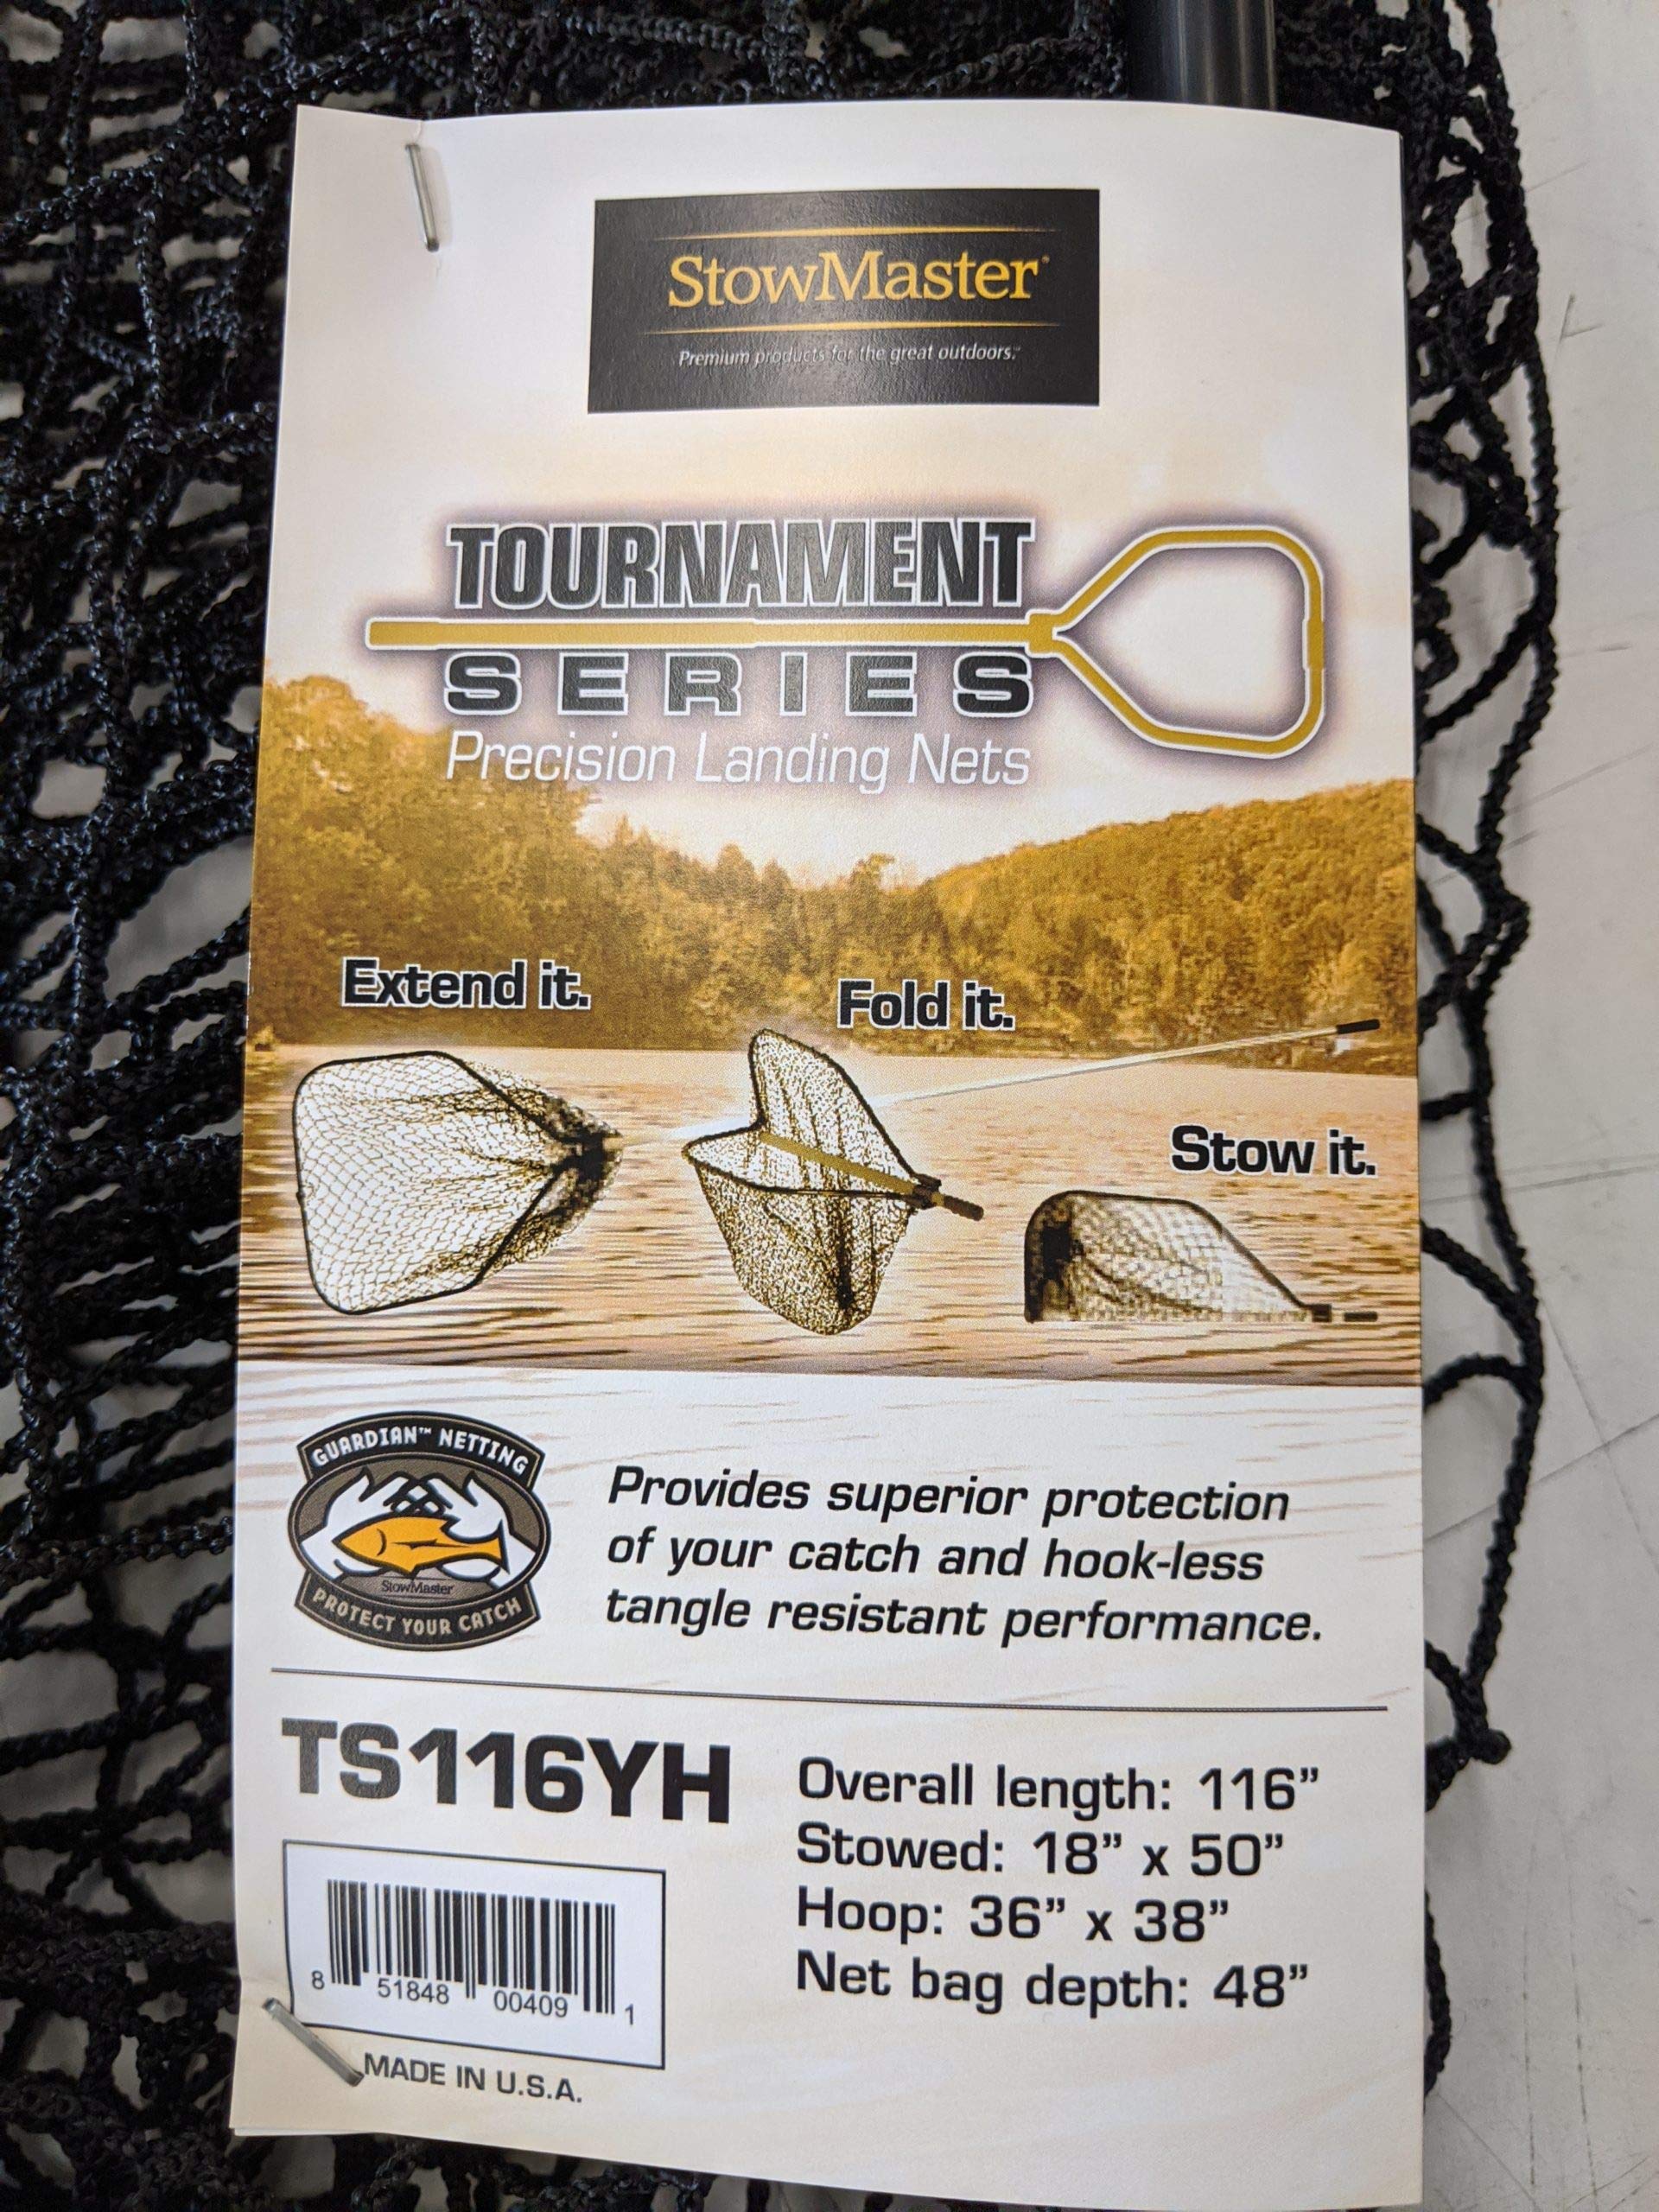 StowMaster®
Premium products for the great outdoors.™
TOURNAMENT
SERIES
Precision Landing Nets
Extend it.
Fold it.
Stow it.
GUARDIAN™ NETTING
StowMaster
PROTECT YOUR CATCH
Provides superior protection
of your catch and hook-less
tangle resistant performance.
TS116YH
Overall length: 116”
Stowed: 18” x 50”
Hoop: 36” x 38”
Net bag depth: 48”
8 51848 00409 1
MADE IN U.S.A.